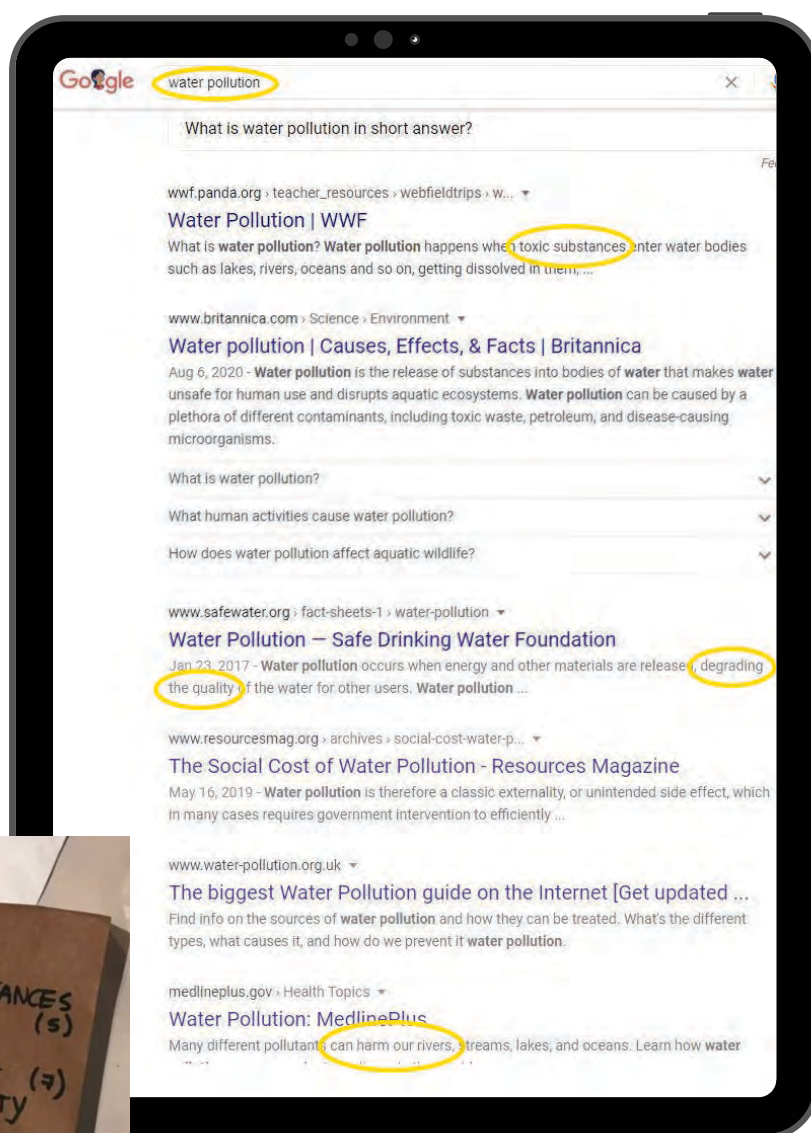 Google
water pollution
What is water pollution in short answer?
wwf.panda.org › teacher_resources › webfieldtrips › w...
Water Pollution | WWF
What is water pollution? Water pollution happens when toxic substances enter water bodies
such as lakes, rivers, oceans and so on, getting dissolved in them, ...
www.britannica.com › Science › Environment
Water pollution | Causes, Effects, & Facts | Britannica
Aug 6, 2020 - Water pollution is the release of substances into bodies of water that makes water
unsafe for human use and disrupts aquatic ecosystems. Water pollution can be caused by a
plethora of different contaminants, including toxic waste, petroleum, and disease-causing
microorganisms.
What is water pollution?
What human activities cause water pollution?
How does water pollution affect aquatic wildlife?
www.safewater.org › fact-sheets-1 › water-pollution
Water Pollution — Safe Drinking Water Foundation
Jan 23, 2017 - Water pollution occurs when energy and other materials are released, degrading
the quality of the water for other users. Water pollution ...
www.resourcesmag.org › archives › social-cost-water-p...
The Social Cost of Water Pollution - Resources Magazine
May 16, 2019 - Water pollution is therefore a classic externality, or unintended side effect, which
in many cases requires government intervention to efficiently ...
www.water-pollution.org.uk
The biggest Water Pollution guide on the Internet [Get updated ...
Find info on the sources of water pollution and how they can be treated. What's the different
types, what causes it, and how do we prevent it water pollution.
medlineplus.gov › Health Topics
Water Pollution: MedlinePlus
Many different pollutants can harm our rivers, streams, lakes, and oceans. Learn how water
(5)
(7)